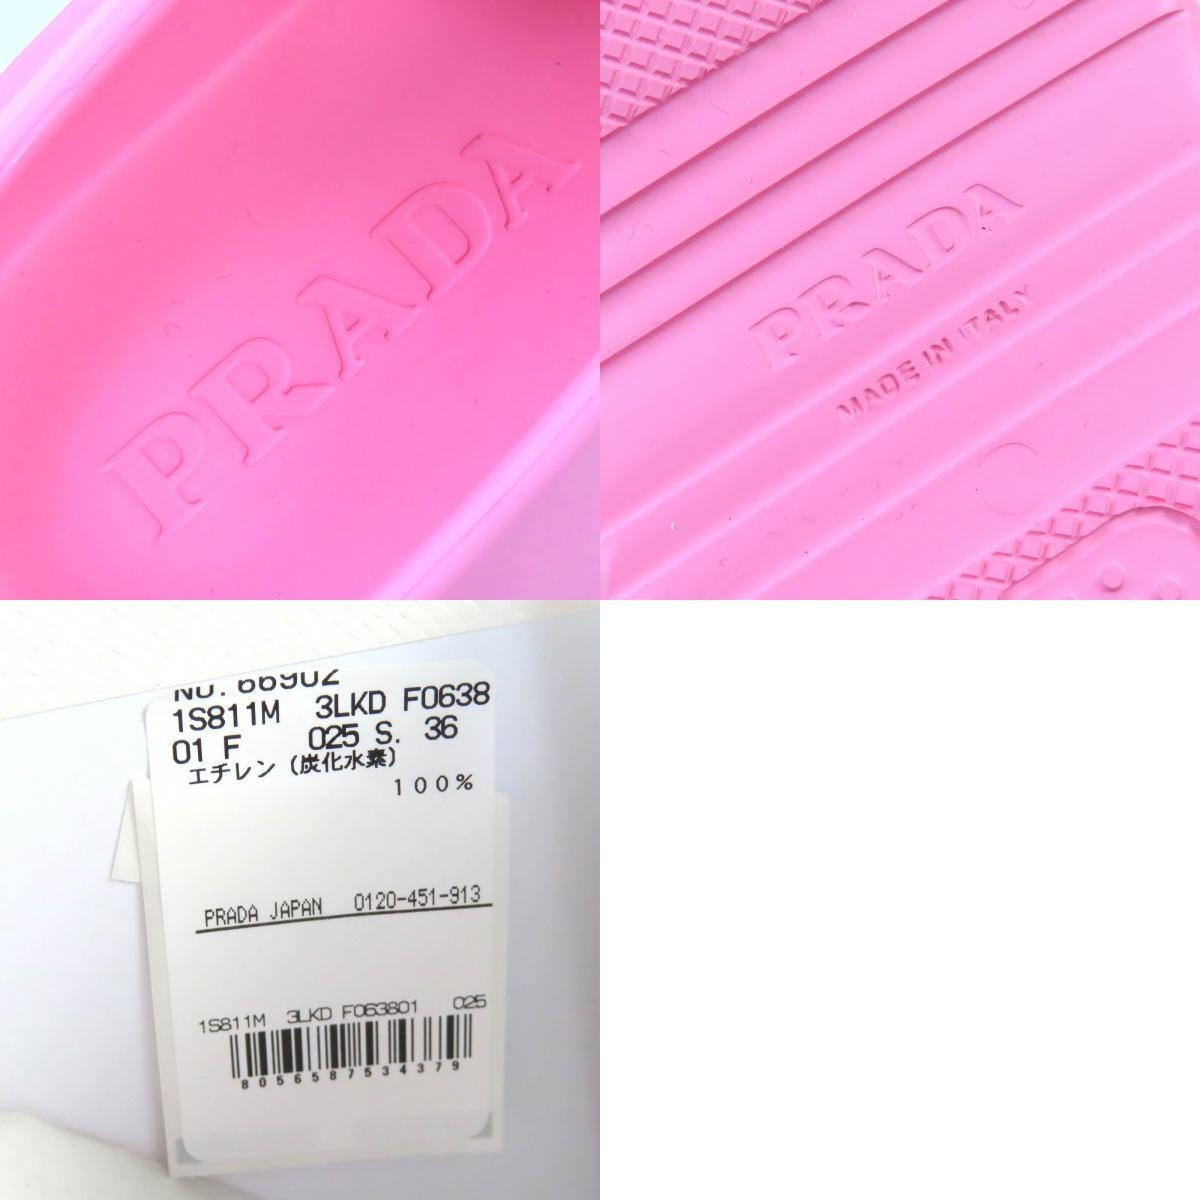 PRADA
PRADA
MADE IN ITALY
NO. 66902
1S811M 3LKD F0638
01 F 025 S. 36
エチレン (炭化水素)
100%
PRADA JAPAN 0120-451-913
1S811M 3LKD F063801 025
8056587534379